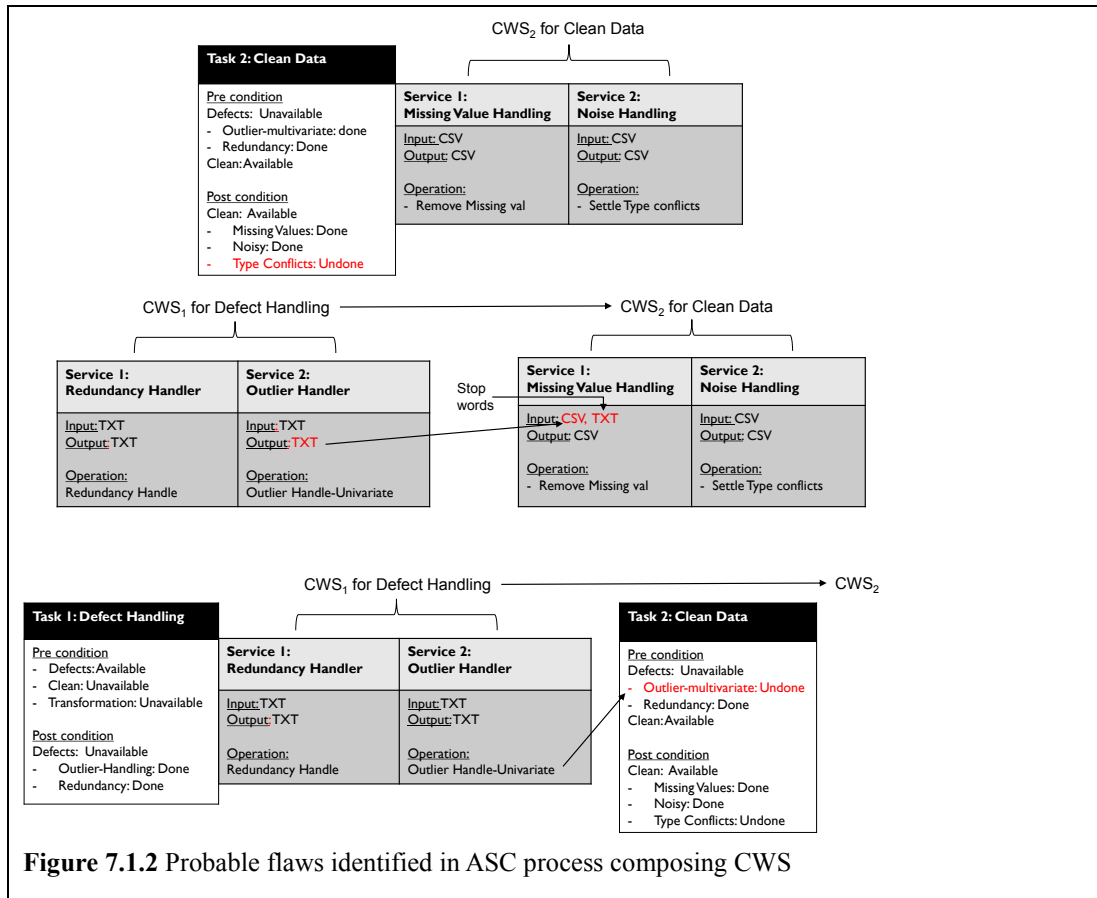 CWS₂ for Clean Data
Task 2: Clean Data
Pre condition
Defects: Unavailable
- Outlier-multivariate: done
- Redundancy: Done
Clean: Available
Post condition
Clean: Available
- Missing Values: Done
- Noisy: Done
- Type Conflicts: Undone
Service 1:
Missing Value Handling
Input: CSV
Output: CSV
Operation:
- Remove Missing val
Service 2:
Noise Handling
Input: CSV
Output: CSV
Operation:
- Settle Type conflicts
CWS₁ for Defect Handling
CWS₂ for Clean Data
Service 1:
Redundancy Handler
Input: TXT
Output: TXT
Operation:
Redundancy Handle
Service 2:
Outlier Handler
Input: TXT
Output: TXT
Operation:
Outlier Handle-Univariate
Stop
words
Service 1:
Missing Value Handling
Input: CSV, TXT
Output: CSV
Operation:
- Remove Missing val
Service 2:
Noise Handling
Input: CSV
Output: CSV
Operation:
- Settle Type conflicts
CWS₁ for Defect Handling
CWS₂
Task 1: Defect Handling
Pre condition
- Defects: Available
- Clean: Unavailable
- Transformation: Unavailable
Post condition
Defects: Unavailable
- Outlier-Handling: Done
- Redundancy: Done
Service 1:
Redundancy Handler
Input: TXT
Output: TXT
Operation:
Redundancy Handle
Service 2:
Outlier Handler
Input: TXT
Output: TXT
Operation:
Outlier Handle-Univariate
Task 2: Clean Data
Pre condition
Defects: Unavailable
- Outlier-multivariate: Undone
- Redundancy: Done
Clean: Available
Post condition
Clean: Available
- Missing Values: Done
- Noisy: Done
- Type Conflicts: Undone
Figure 7.1.2 Probable flaws identified in ASC process composing CWS